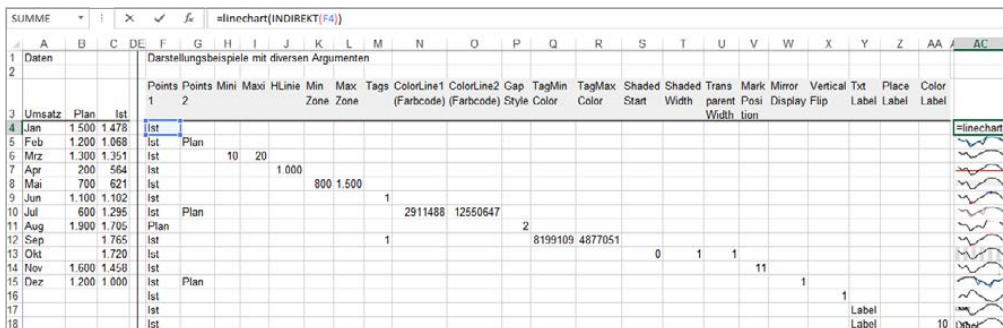 SUMME =linechart(INDIREKT(F4))
A B C DE F G H I J K L M N O P Q R S T U V W X Y Z AA AC
1 Daten Darstellungsbeispiele mit diversen Argumenten
2
Points Points Mini Maxi HLinie Min Max Tags ColorLine1 ColorLine2 Gap TagMin TagMax Shaded Shaded Trans Mark Mirror Vertical Txt Place Color
1 2 Zone Zone (Farbcode) (Farbcode) Style Color Color Start Width parent Posi Display Flip Label Label Label
3 Umsatz Plan Ist Width tion
4 Jan 1.500 1.478 Ist =linechart
5 Feb 1.200 1.068 Ist Plan
6 Mrz 1.300 1.351 Ist 10 20
7 Apr 200 564 Ist 1.000
8 Mai 700 621 Ist 800 1.500
9 Jun 1.100 1.102 Ist 1
10 Jul 600 1.295 Ist Plan 2911488 12550647
11 Aug 1.900 1.705 Plan 2
12 Sep 1.765 Ist 1 8199109 4877051
13 Okt 1.720 Ist 0 1 1
14 Nov 1.600 1.458 Ist 11
15 Dez 1.200 1.000 Ist Plan 1
16 Ist 1
17 Ist Label
18 Ist Label 10